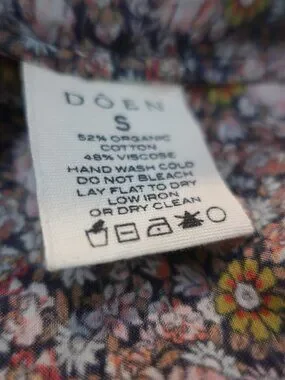 DÔEN
S
52% ORGANIC
COTTON
48% VISCOSE
HAND WASH COLD
DO NOT BLEACH
LAY FLAT TO DRY
LOW IRON
OR DRY CLEAN